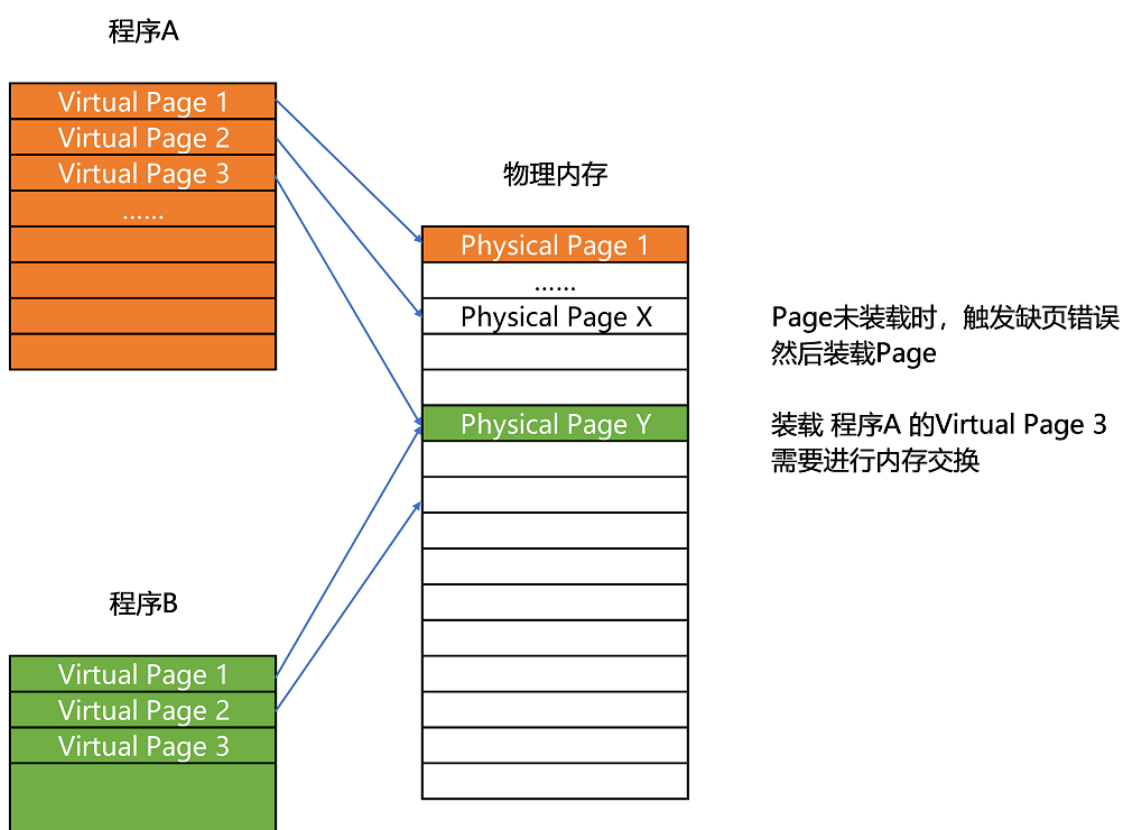 程序A
Virtual Page 1
Virtual Page 2
Virtual Page 3
……
物理内存
Physical Page 1
……
Physical Page X
Physical Page Y
Page未装载时，触发缺页错误
然后装载Page
装载 程序A 的Virtual Page 3
需要进行内存交换
程序B
Virtual Page 1
Virtual Page 2
Virtual Page 3